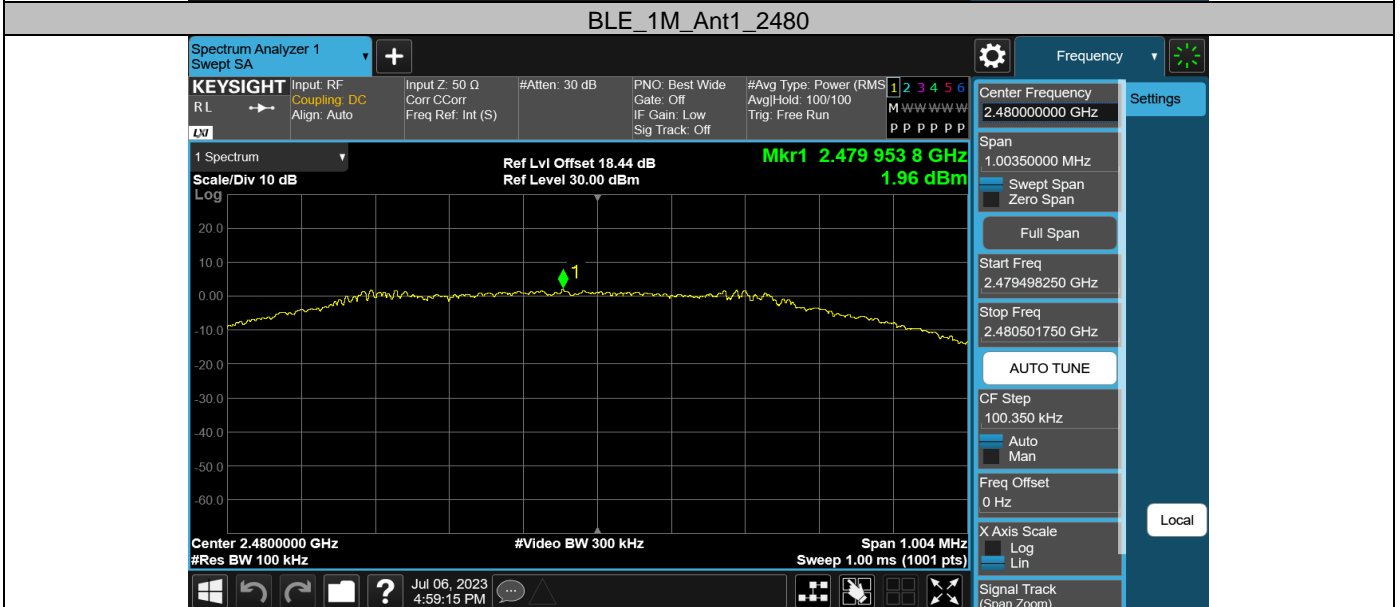 BLE_1M_Ant1_2480
Spectrum Analyzer 1
Swept SA
+
Frequency
KEYSIGHT
RL
LXI
Input: RF
Coupling: DC
Align: Auto
Input Z: 50 Ω
Corr CCorr
Freq Ref: Int (S)
#Atten: 30 dB
PNO: Best Wide
Gate: Off
IF Gain: Low
Sig Track: Off
#Avg Type: Power (RMS
Avg|Hold: 100/100
Trig: Free Run
1 2 3 4 5 6
M W W W W W
P P P P P P
1 Spectrum
Scale/Div 10 dB
Log
Ref Lvl Offset 18.44 dB
Ref Level 30.00 dBm
Mkr1 2.479 953 8 GHz
1.96 dBm
20.0
10.0
0.00
-10.0
-20.0
-30.0
-40.0
-50.0
-60.0
1
Center 2.4800000 GHz
#Res BW 100 kHz
#Video BW 300 kHz
Span 1.004 MHz
Sweep 1.00 ms (1001 pts)
Center Frequency
2.480000000 GHz
Span
1.00350000 MHz
Swept Span
Zero Span
Full Span
Start Freq
2.479498250 GHz
Stop Freq
2.480501750 GHz
AUTO TUNE
CF Step
100.350 kHz
Auto
Man
Freq Offset
0 Hz
X Axis Scale
Log
Lin
Signal Track
(Span Zoom)
Settings
Local
?
Jul 06, 2023
4:59:15 PM